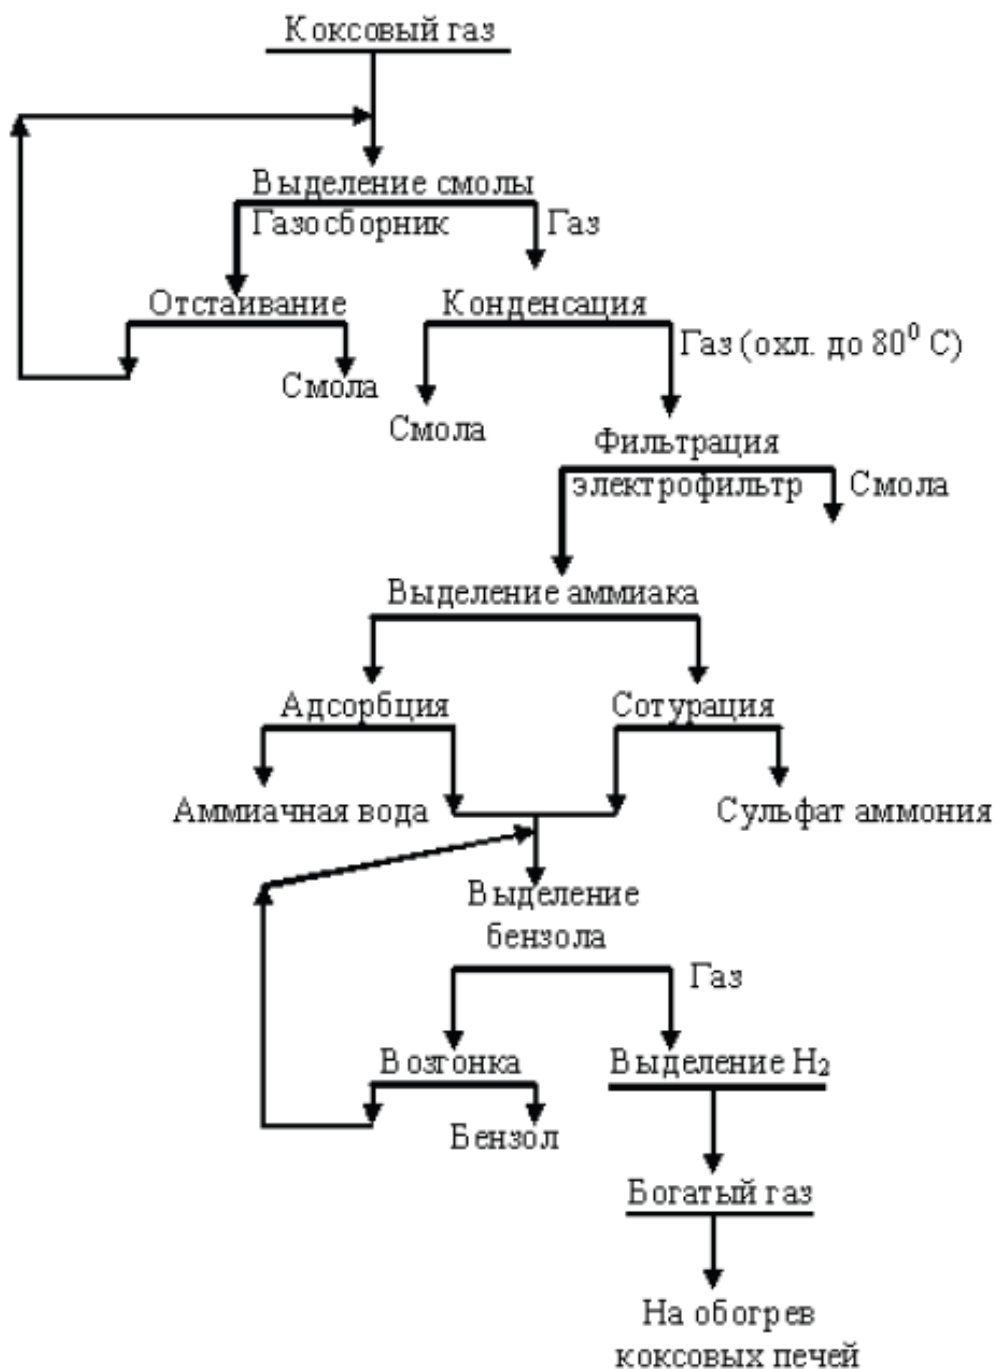 Коксовый газ
Выделение смолы
Газосборник
Газ
Отстаивание
Конденсация
Газ (охл. до 80⁰ С)
Смола
Смола
Фильтрация
электрофильтр
Смола
Выделение аммиака
Адсорбция
Сотурация
Аммиачная вода
Сульфат аммония
Выделение
бензола
Газ
Возгонка
Выделение H₂
Бензол
Богатый газ
На обогрев
коксовых печей